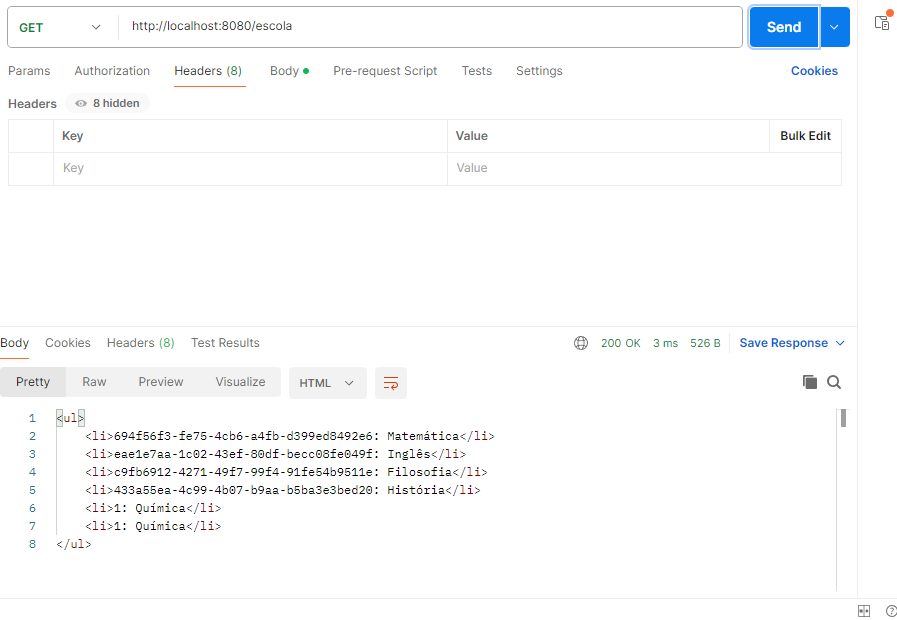 GET http://localhost:8080/escola Send
Params Authorization Headers (8) Body Pre-request Script Tests Settings Cookies
Headers 8 hidden
Key Value Bulk Edit
Key Value
Body Cookies Headers (8) Test Results 200 OK 3 ms 526 B Save Response
Pretty Raw Preview Visualize HTML
1 <ul>
2 <li>694f56f3-fe75-4cb6-a4fb-d399ed8492e6: Matemática</li>
3 <li>eae1e7aa-1c02-43ef-80df-becc08fe049f: Inglês</li>
4 <li>c9fb6912-4271-49f7-99f4-91fe54b9511e: Filosofia</li>
5 <li>433a55ea-4c99-4b07-b9aa-b5ba3e3bed20: História</li>
6 <li>1: Química</li>
7 <li>1: Química</li>
8 </ul>